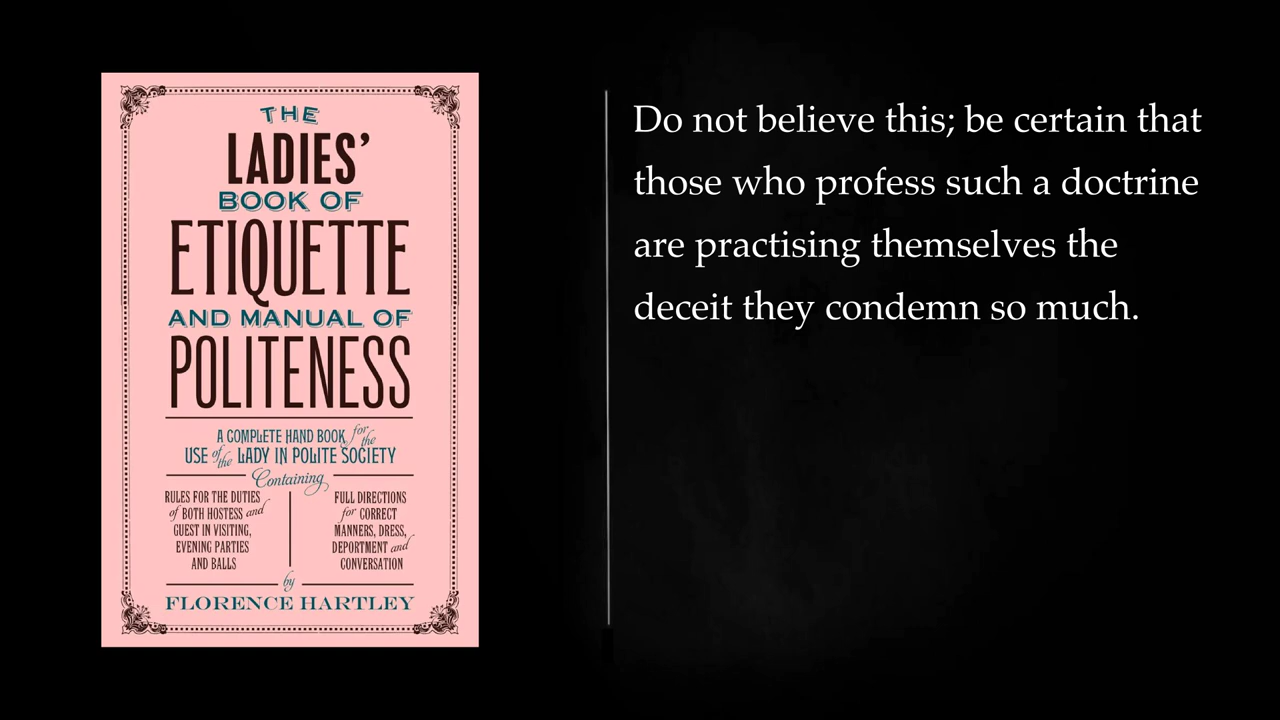 THE
LADIES'
BOOK OF
ETIQUETTE
AND MANUAL OF
POLITENESS
A COMPLETE HAND BOOK for the
USE of the LADY IN POLITE SOCIETY
Containing
RULES FOR THE DUTIES
of BOTH HOSTESS and
GUEST IN VISITING,
EVENING PARTIES
AND BALLS
FULL DIRECTIONS
for CORRECT
MANNERS, DRESS,
DEPORTMENT and
CONVERSATION
by
FLORENCE HARTLEY
Do not believe this; be certain that
those who profess such a doctrine
are practising themselves the
deceit they condemn so much.